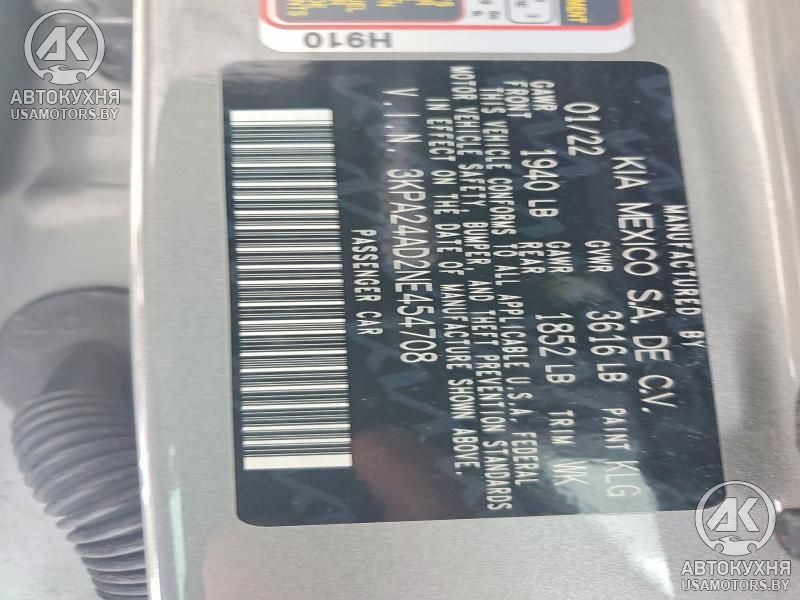 MANUFACTURED BY
KIA MEXICO S.A. DE C.V.
01/22 GVWR 3616 LB PAINT KLG
GAWR FRONT 1940 LB GAWR REAR 1852 LB TRIM WK
THIS VEHICLE CONFORMS TO ALL APPLICABLE U.S.A. FEDERAL
MOTOR VEHICLE SAFETY, BUMPER, AND THEFT PREVENTION STANDARDS
IN EFFECT ON THE DATE OF MANUFACTURE SHOWN ABOVE.
V.I.N. 3KPA24AD2NE454708
PASSENGER CAR
H910
АК
АВТОКУХНЯ
USAMOTORS.BY
АК
АВТОКУХНЯ
USAMOTORS.BY